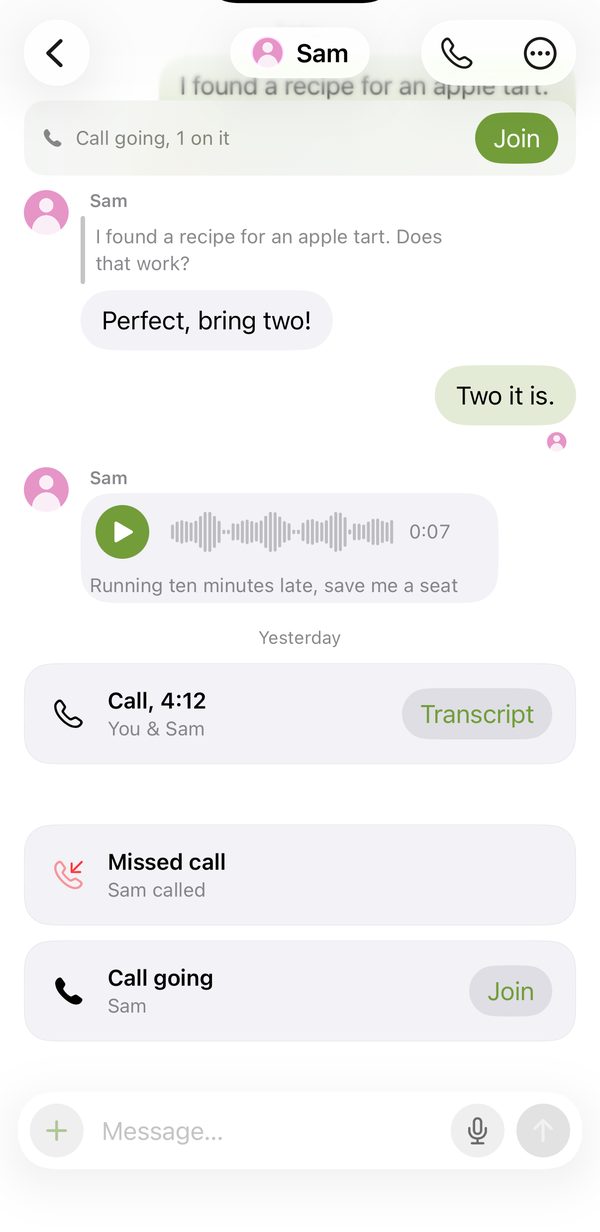 Sam
I found a recipe for an apple tart.
Call going, 1 on it
Join
Sam
I found a recipe for an apple tart. Does
that work?
Perfect, bring two!
Two it is.
Sam
0:07
Running ten minutes late, save me a seat
Yesterday
Call, 4:12
You & Sam
Transcript
Missed call
Sam called
Call going
Sam
Join
Message...